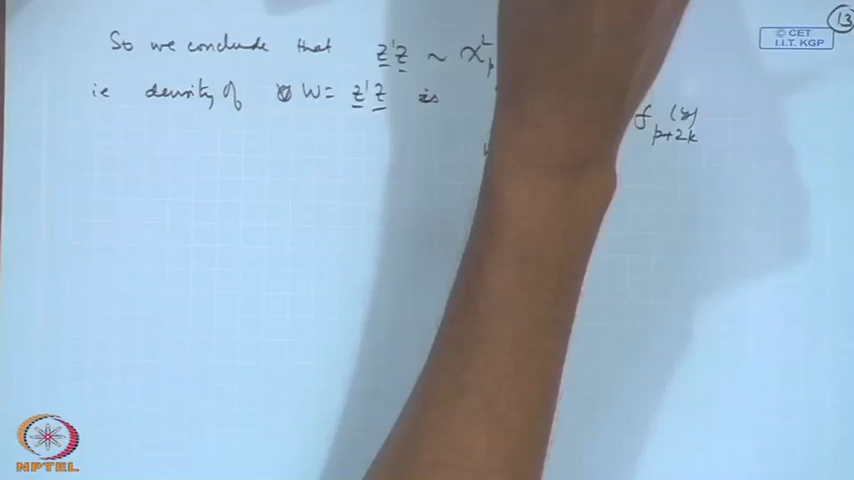 13
© CET
I.I.T. KGP
So we conclude that z'z ~ χ²p
ie density of W = z'z is
f p+2k (y)
NPTEL